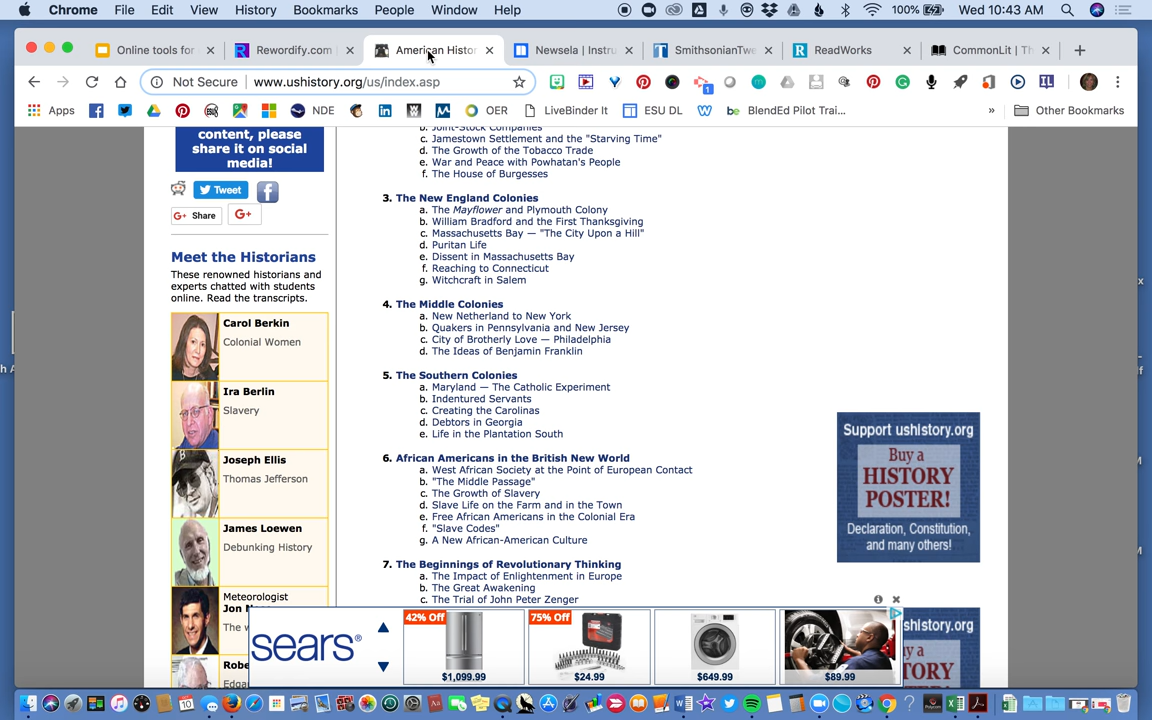 Chrome File Edit View History Bookmarks People Window Help 100% Wed 10:43 AM
Online tools for
Rewordify.com
American Histor
Newsela | Instru
SmithsonianTwe
ReadWorks
CommonLit | Th
Not Secure www.ushistory.org/us/index.asp
Apps NDE OER LiveBinder It ESU DL BlendEd Pilot Trai... » Other Bookmarks
content, please
share it on social
media!
Tweet
G+ Share G+
Meet the Historians
These renowned historians and
experts chatted with students
online. Read the transcripts.
Carol Berkin
Colonial Women
Ira Berlin
Slavery
Joseph Ellis
Thomas Jefferson
James Loewen
Debunking History
Meteorologist
b. Joint-Stock Companies
c. Jamestown Settlement and the "Starving Time"
d. The Growth of the Tobacco Trade
e. War and Peace with Powhatan's People
f. The House of Burgesses
3. The New England Colonies
a. The Mayflower and Plymouth Colony
b. William Bradford and the First Thanksgiving
c. Massachusetts Bay — "The City Upon a Hill"
d. Puritan Life
e. Dissent in Massachusetts Bay
f. Reaching to Connecticut
g. Witchcraft in Salem
4. The Middle Colonies
a. New Netherland to New York
b. Quakers in Pennsylvania and New Jersey
c. City of Brotherly Love — Philadelphia
d. The Ideas of Benjamin Franklin
5. The Southern Colonies
a. Maryland — The Catholic Experiment
b. Indentured Servants
c. Creating the Carolinas
d. Debtors in Georgia
e. Life in the Plantation South
6. African Americans in the British New World
a. West African Society at the Point of European Contact
b. "The Middle Passage"
c. The Growth of Slavery
d. Slave Life on the Farm and in the Town
e. Free African Americans in the Colonial Era
f. "Slave Codes"
g. A New African-American Culture
7. The Beginnings of Revolutionary Thinking
a. The Impact of Enlightenment in Europe
b. The Great Awakening
c. The Trial of John Peter Zenger
Support ushistory.org
Buy a
HISTORY
POSTER!
Declaration, Constitution,
and many others!
sears®
42% Off
$1,099.99
75% Off
$24.99
$649.99
$89.99